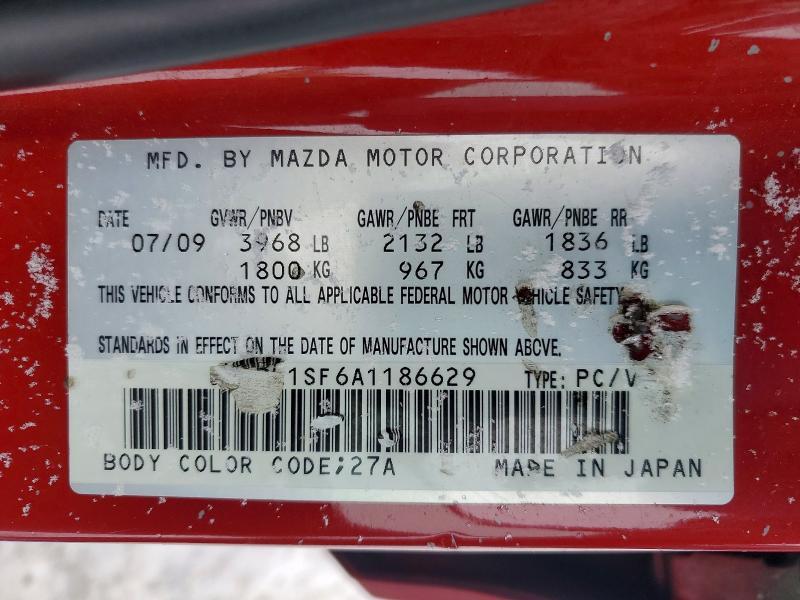 MFD. BY MAZDA MOTOR CORPORATION
DATE GVWR/PNBV GAWR/PNBE FRT GAWR/PNBE RR
07/09 3968 LB 2132 LB 1836 LB
1800 KG 967 KG 833 KG
THIS VEHICLE CONFORMS TO ALL APPLICABLE FEDERAL MOTOR VEHICLE SAFETY
STANDARDS IN EFFECT ON THE DATE OF MANUFACTURE SHOWN ABOVE.
1SF6A1186629 TYPE: PC/V
BODY COLOR CODE;27A MADE IN JAPAN